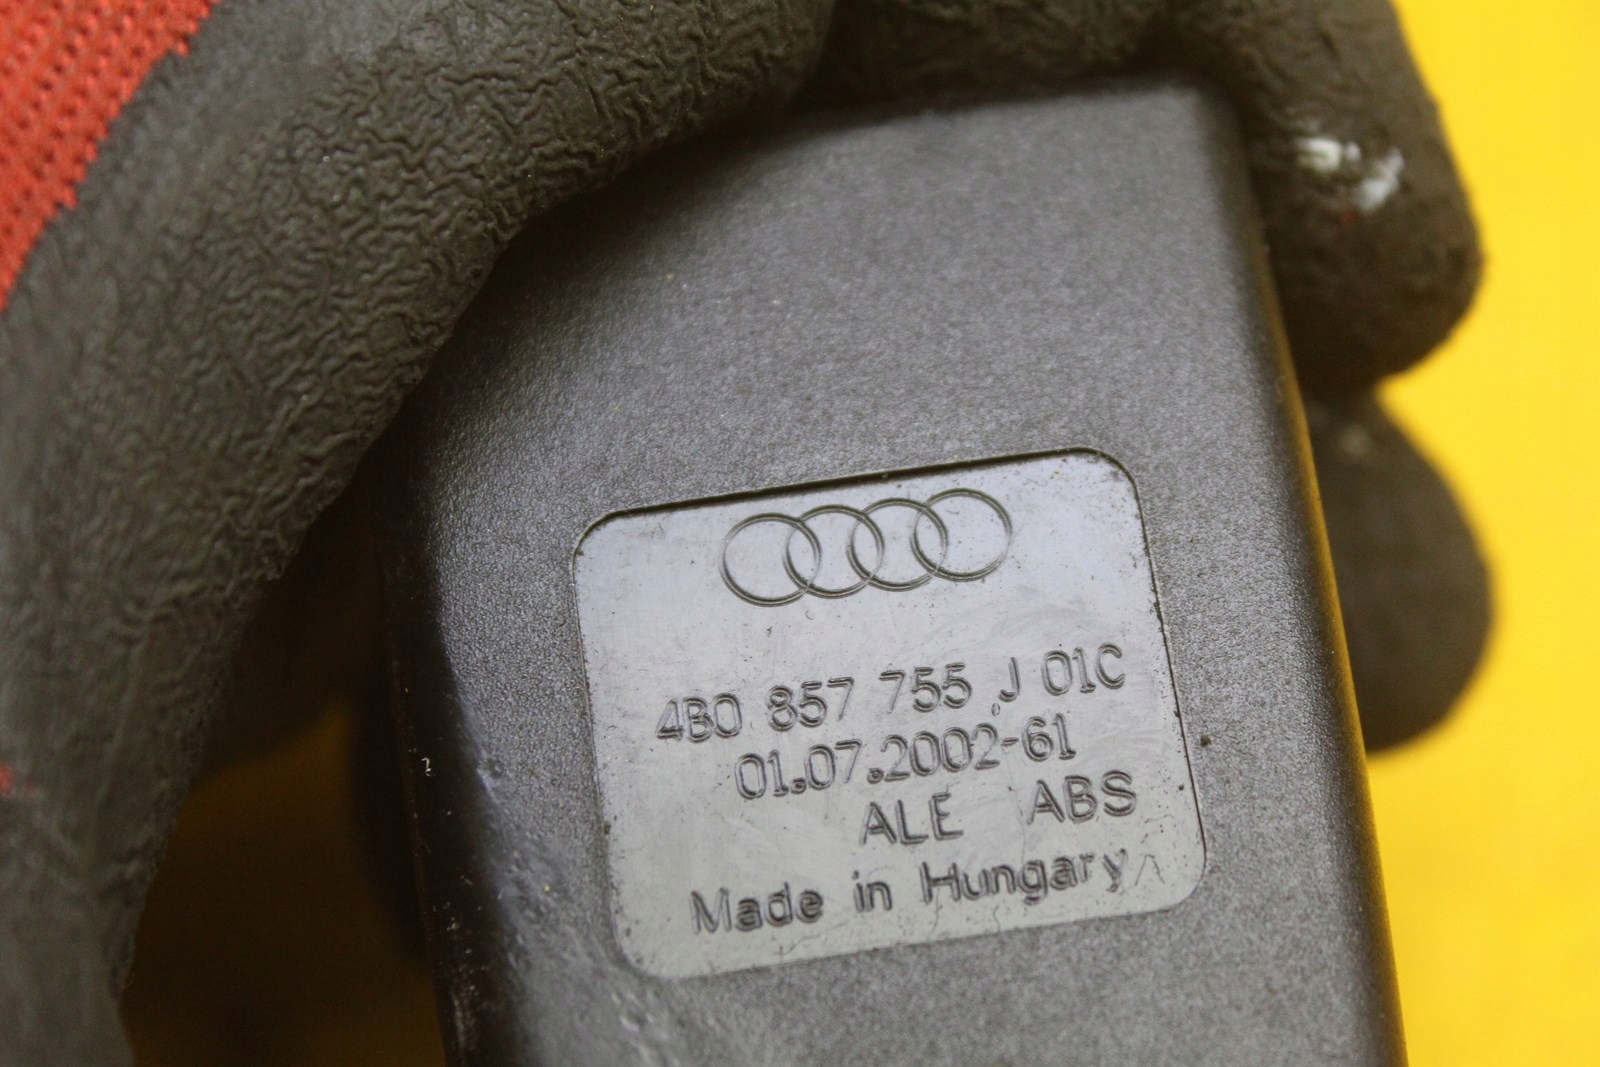 4B0 857 755 J 01C
01.07.2002-61
ALE ABS
Made in Hungary